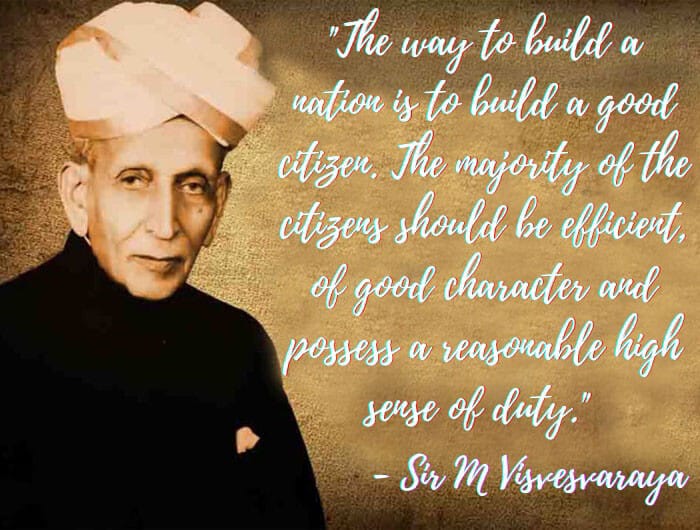 "The way to build a
nation is to build a good
citizen. The majority of the
citizens should be efficient,
of good character and
possess a reasonable high
sense of duty."
- Sir M Visvesvaraya